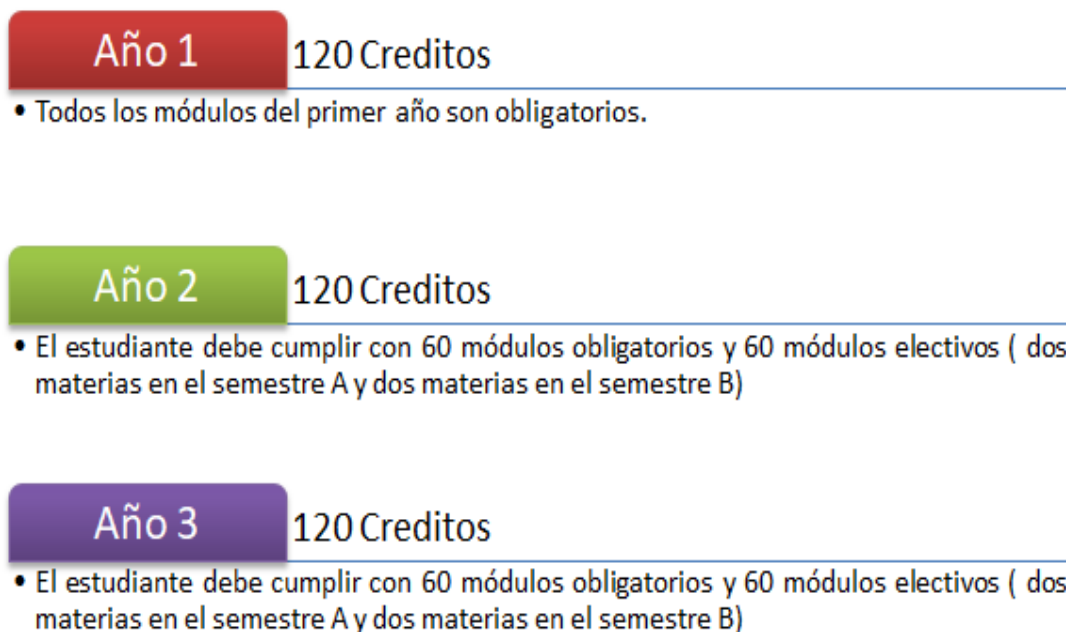 Año 1
120 Creditos
• Todos los módulos del primer año son obligatorios.
Año 2
120 Creditos
• El estudiante debe cumplir con 60 módulos obligatorios y 60 módulos electivos ( dos
materias en el semestre A y dos materias en el semestre B)
Año 3
120 Creditos
• El estudiante debe cumplir con 60 módulos obligatorios y 60 módulos electivos ( dos
materias en el semestre A y dos materias en el semestre B)